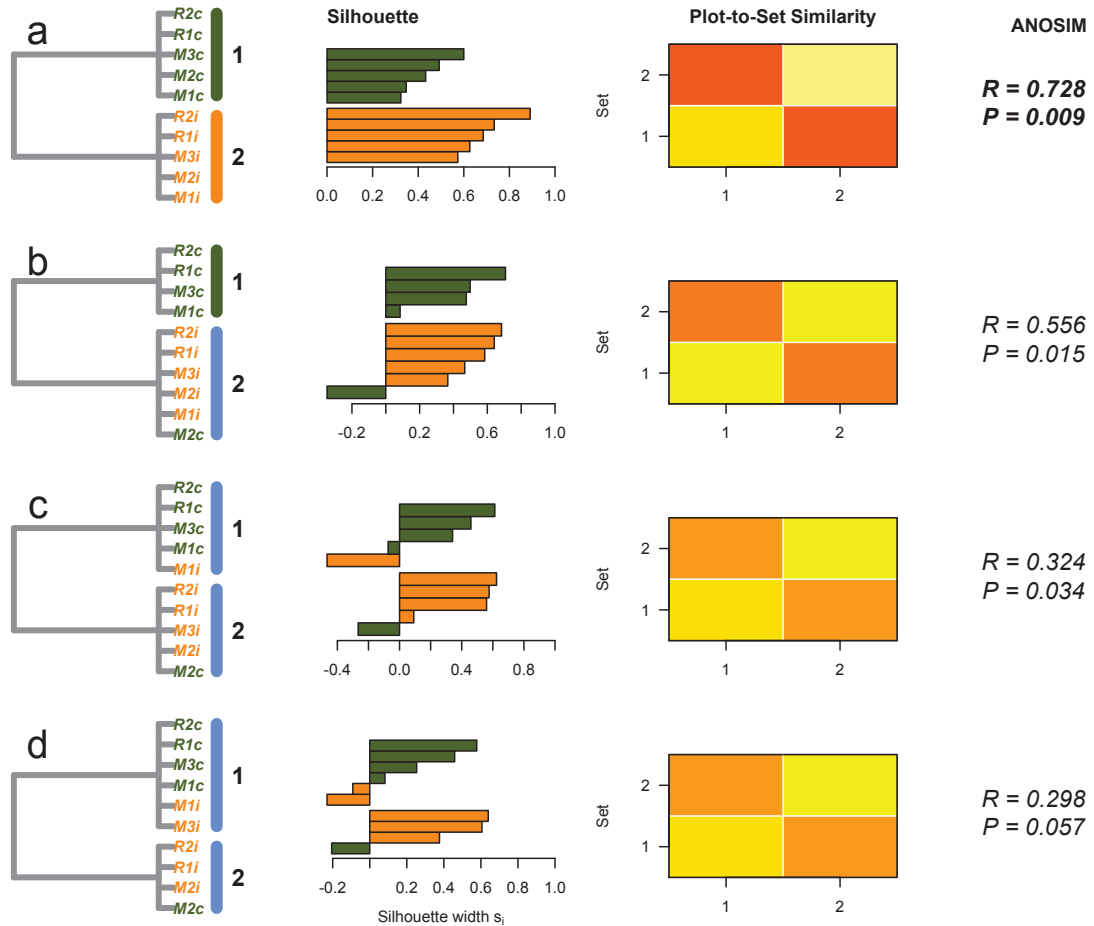 Silhouette
Plot-to-Set Similarity
ANOSIM
a
R2c
R1c
M3c
M2c
M1c
1
R2i
R1i
M3i
M2i
M1i
2
0.0 0.2 0.4 0.6 0.8 1.0
Set
2
1
1 2
R = 0.728
P = 0.009
b
R2c
R1c
M3c
M1c
1
R2i
R1i
M3i
M2i
M1i
M2c
2
-0.2 0.2 0.6 1.0
Set
2
1
1 2
R = 0.556
P = 0.015
c
R2c
R1c
M3c
M1c
M1i
1
R2i
R1i
M3i
M2i
M2c
2
-0.4 0.0 0.4 0.8
Set
2
1
1 2
R = 0.324
P = 0.034
d
R2c
R1c
M3c
M1c
M1i
M3i
1
R2i
R1i
M2i
M2c
2
-0.2 0.2 0.6 1.0
Silhouette width si
Set
2
1
1 2
R = 0.298
P = 0.057